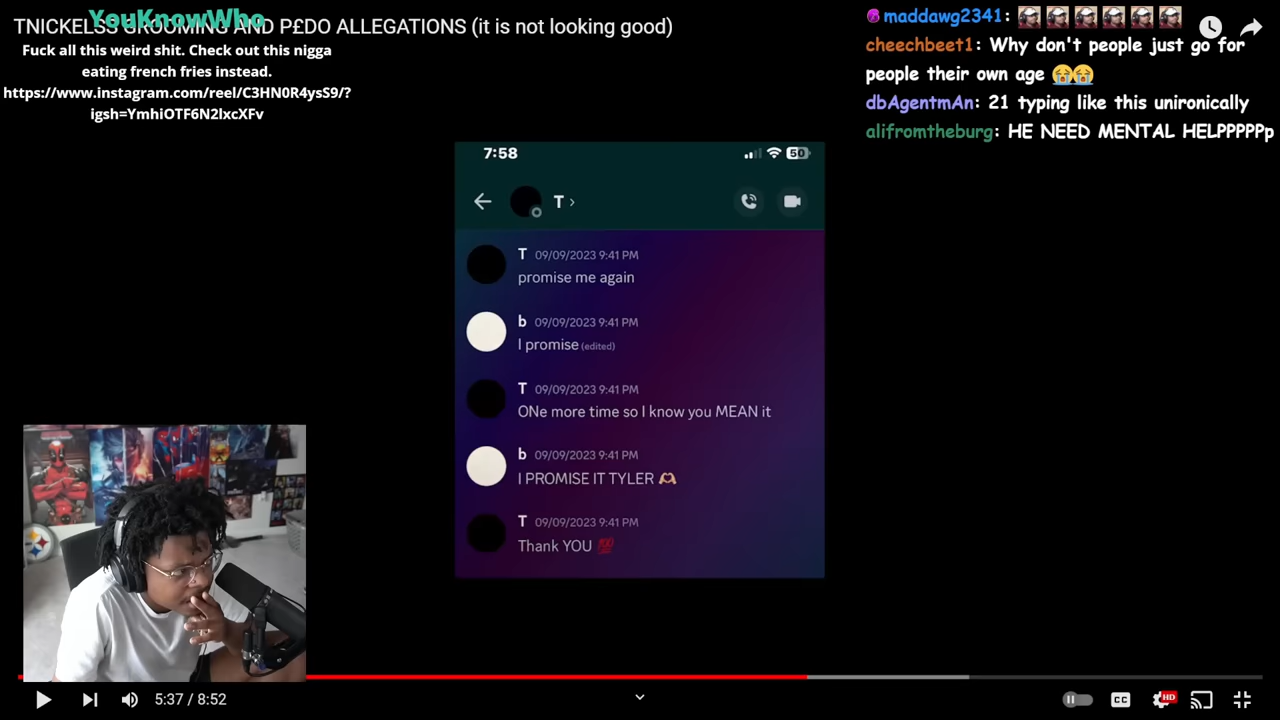 TNICKELSS GROOMING AND P£DO ALLEGATIONS (it is not looking good)
YouKnowWho
Fuck all this weird shit. Check out this nigga
eating french fries instead.
https://www.instagram.com/reel/C3HN0R4ysS9/?
igsh=YmhiOTF6N2lxcXFv
maddawg2341:
cheechbeet1: Why don't people just go for
people their own age 😭😭
dbAgentmAn: 21 typing like this unironically
alifromtheburg: HE NEED MENTAL HELPPPPPp
7:58
50
T ›
T 09/09/2023 9:41 PM
promise me again
b 09/09/2023 9:41 PM
I promise (edited)
T 09/09/2023 9:41 PM
ONe more time so I know you MEAN it
b 09/09/2023 9:41 PM
I PROMISE IT TYLER 🫶🏼
T 09/09/2023 9:41 PM
Thank YOU 💯
5:37 / 8:52
CC
HD